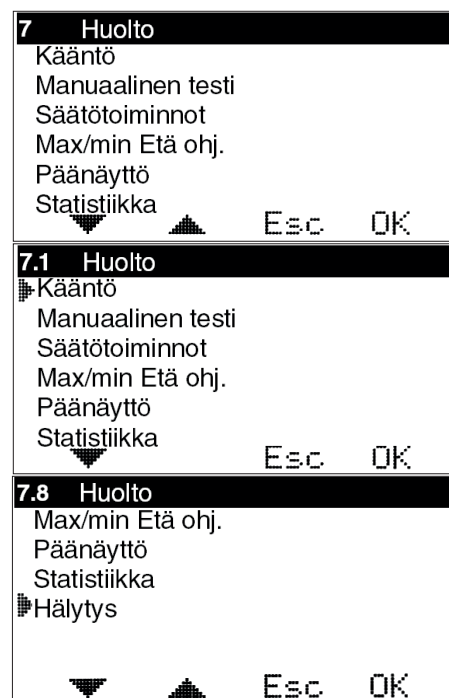 7 Huolto
Kääntö
Manuaalinen testi
Säätötoiminnot
Max/min Etä ohj.
Päänäyttö
Statistiikka
Esc OK
7.1 Huolto
Kääntö
Manuaalinen testi
Säätötoiminnot
Max/min Etä ohj.
Päänäyttö
Statistiikka
Esc OK
7.8 Huolto
Max/min Etä ohj.
Päänäyttö
Statistiikka
Hälytys
Esc OK